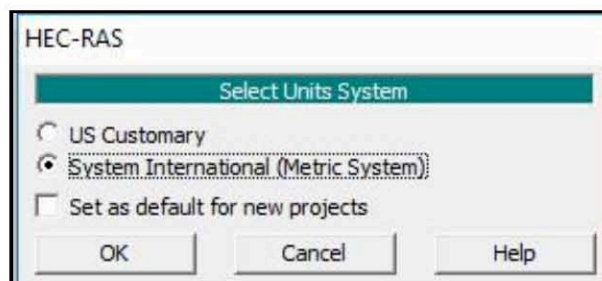 HEC-RAS
Select Units System
US Customary
System International (Metric System)
Set as default for new projects
OK Cancel Help